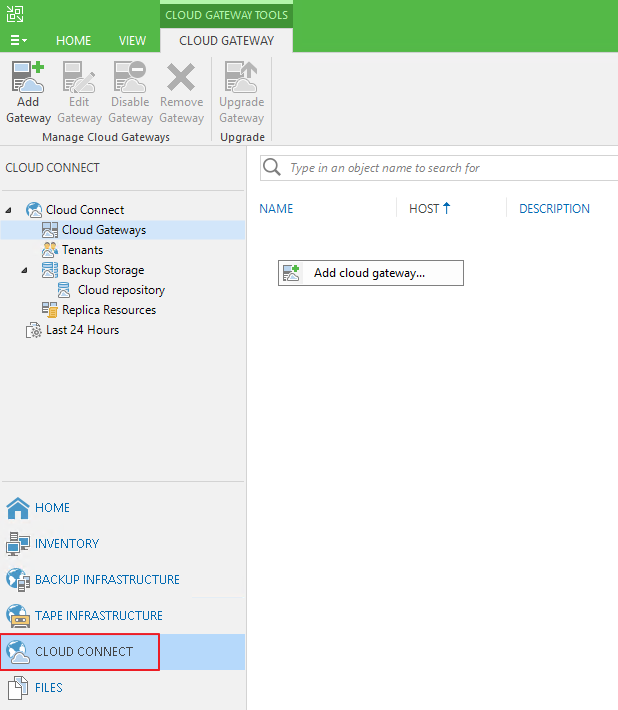 CLOUD GATEWAY TOOLS
HOME VIEW CLOUD GATEWAY
Add Gateway
Edit Gateway
Disable Gateway
Remove Gateway
Upgrade Gateway
Manage Cloud Gateways Upgrade
CLOUD CONNECT
Cloud Connect
Cloud Gateways
Tenants
Backup Storage
Cloud repository
Replica Resources
Last 24 Hours
HOME
INVENTORY
BACKUP INFRASTRUCTURE
TAPE INFRASTRUCTURE
CLOUD CONNECT
FILES
Type in an object name to search for
NAME HOST DESCRIPTION
Add cloud gateway...